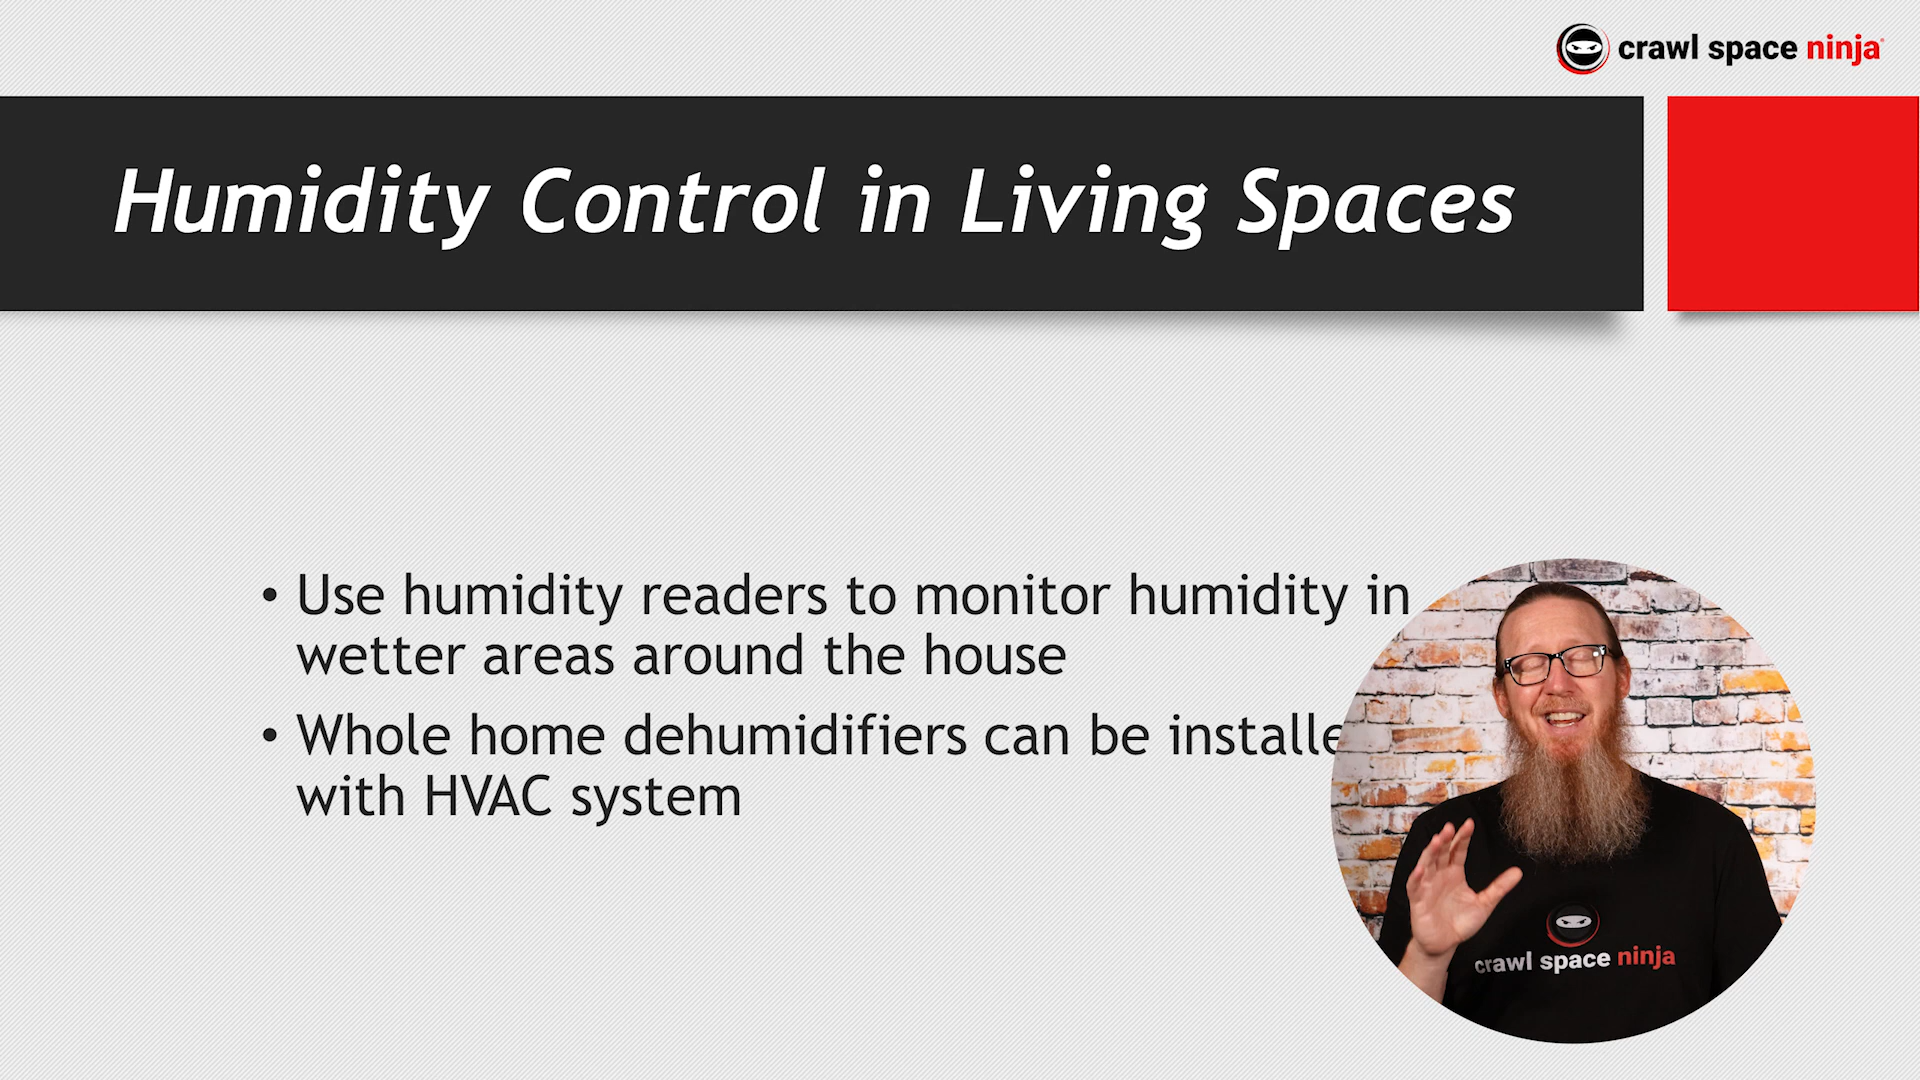 crawl space ninja
Humidity Control in Living Spaces
• Use humidity readers to monitor humidity in
wetter areas around the house
• Whole home dehumidifiers can be installe
with HVAC system
crawl space ninja